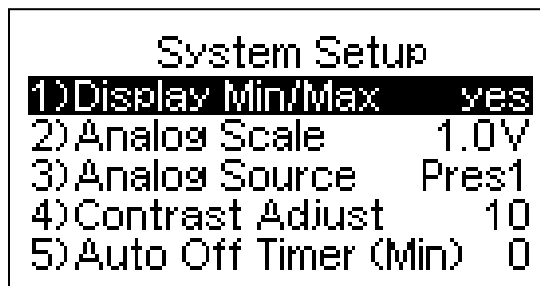 System Setup
1)Display Min/Max yes
2)Analog Scale 1.0V
3)Analog Source Pres1
4)Contrast Adjust 10
5)Auto Off Timer (Min) 0